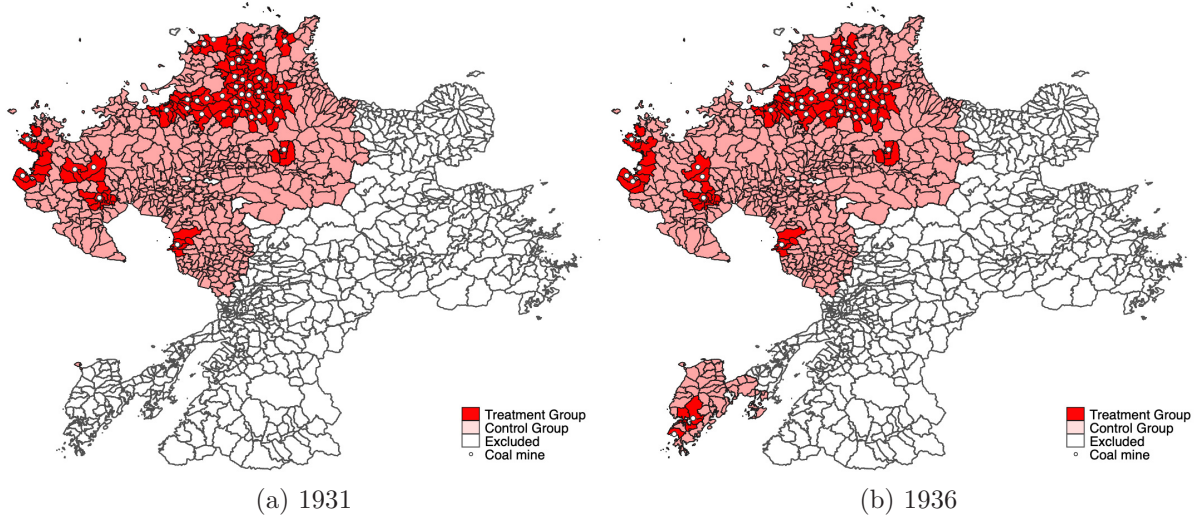 Treatment Group
Control Group
Excluded
Coal mine
(a) 1931
Treatment Group
Control Group
Excluded
Coal mine
(b) 1936